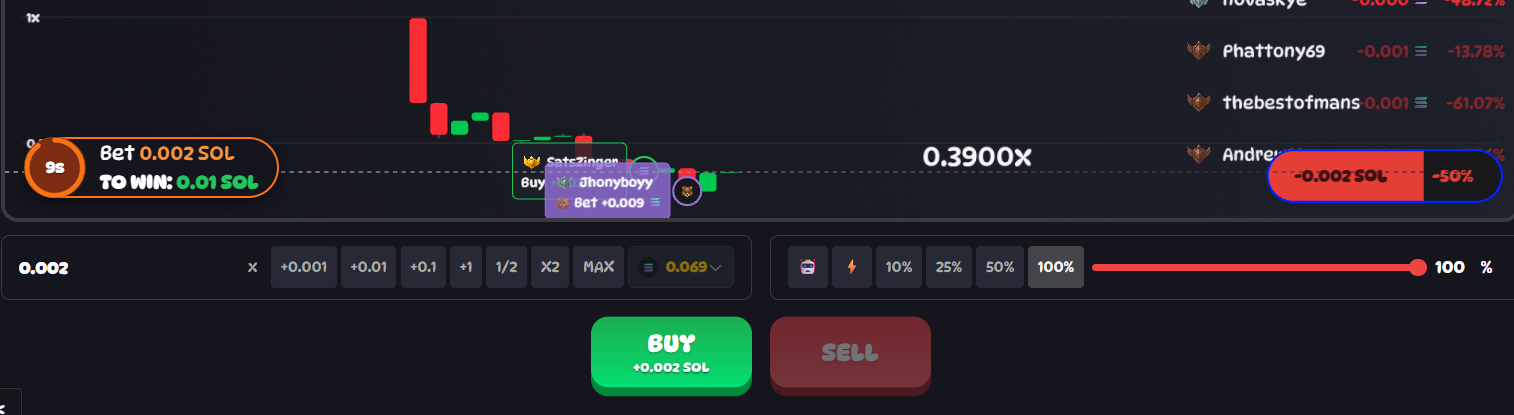 1x
novaskye -0.000 -48.72%
Phattony69 -0.001 -13.78%
thebestofmans -0.001 -61.07%
0.3900x
9s
Bet 0.002 SOL
TO WIN: 0.01 SOL
SatsZinger
Buy
Jhonyboyy
Bet +0.009
-0.002 SOL -50%
0.002 x +0.001 +0.01 +0.1 +1 1/2 X2 MAX 0.069
10% 25% 50% 100% 100 %
BUY
+0.002 SOL
SELL